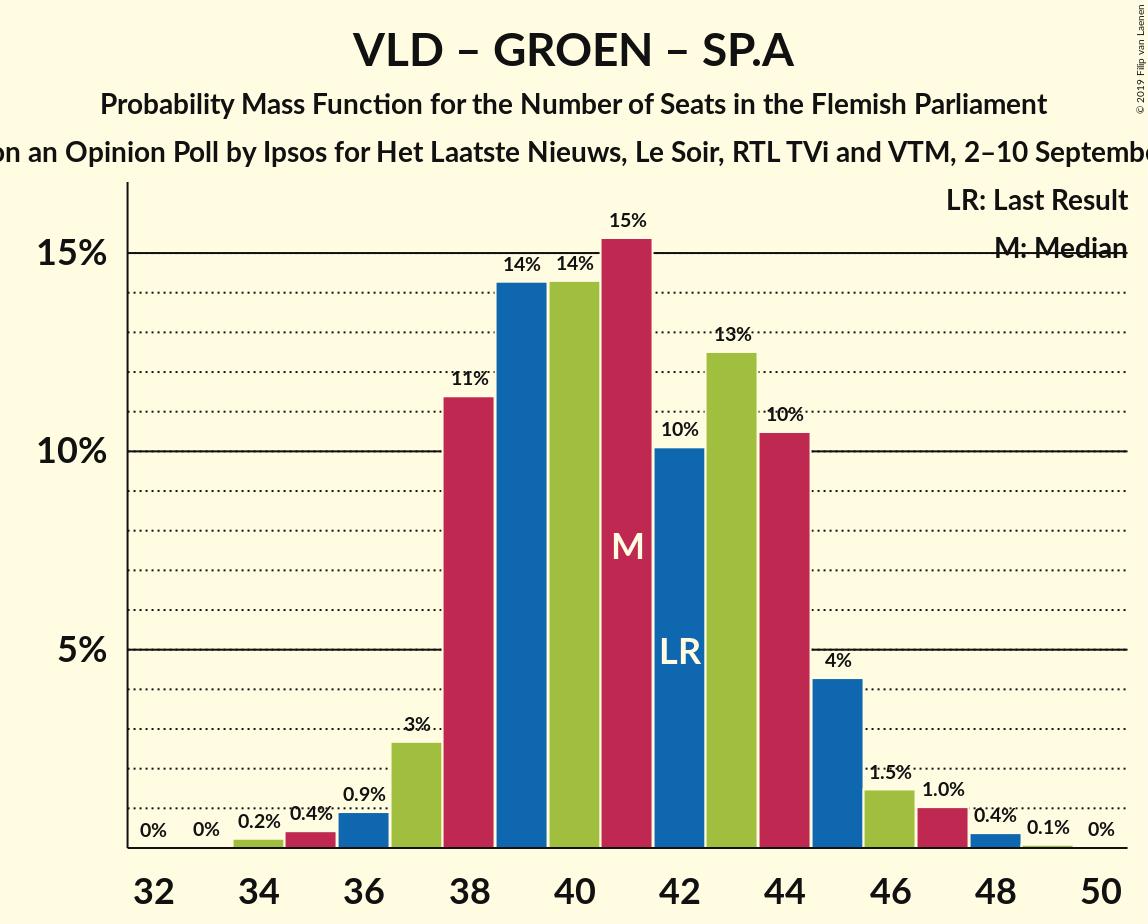 VLD – GROEN – SP.A
Probability Mass Function for the Number of Seats in the Flemish Parliament
on an Opinion Poll by Ipsos for Het Laatste Nieuws, Le Soir, RTL TVi and VTM, 2–10
© 2019 Filip van Laenen
LR: Last Result
M: Median
15%
10%
5%
0%
0%
0.2%
0.4%
0.9%
3%
11%
14%
14%
15%
10%
13%
10%
4%
1.5%
1.0%
0.4%
0.1%
0%
M
LR
32 34 36 38 40 42 44 46 48 50